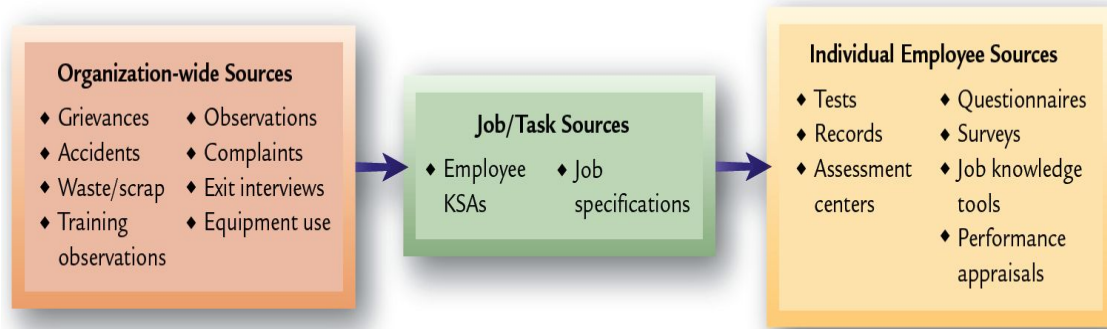 Organization-wide Sources
♦ Grievances
♦ Accidents
♦ Waste/scrap
♦ Training
observations
♦ Observations
♦ Complaints
♦ Exit interviews
♦ Equipment use
Job/Task Sources
♦ Employee
KSAs
♦ Job
specifications
Individual Employee Sources
♦ Tests
♦ Records
♦ Assessment
centers
♦ Questionnaires
♦ Surveys
♦ Job knowledge
tools
♦ Performance
appraisals